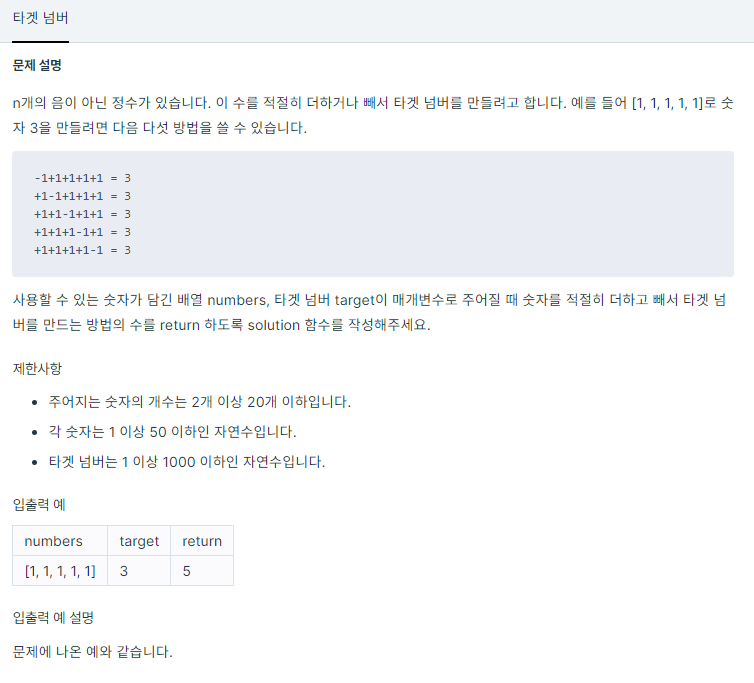 타겟 넘버
문제 설명
n개의 음이 아닌 정수가 있습니다. 이 수를 적절히 더하거나 빼서 타겟 넘버를 만들려고 합니다. 예를 들어 [1, 1, 1, 1, 1]로 숫
자 3을 만들려면 다음 다섯 방법을 쓸 수 있습니다.
-1+1+1+1+1 = 3
+1-1+1+1+1 = 3
+1+1-1+1+1 = 3
+1+1+1-1+1 = 3
+1+1+1+1-1 = 3
사용할 수 있는 숫자가 담긴 배열 numbers, 타겟 넘버 target이 매개변수로 주어질 때 숫자를 적절히 더하고 빼서 타겟 넘
버를 만드는 방법의 수를 return 하도록 solution 함수를 작성해주세요.
제한사항
• 주어지는 숫자의 개수는 2개 이상 20개 이하입니다.
• 각 숫자는 1 이상 50 이하인 자연수입니다.
• 타겟 넘버는 1 이상 1000 이하인 자연수입니다.
입출력 예
numbers target return
[1, 1, 1, 1, 1] 3 5
입출력 예 설명
문제에 나온 예와 같습니다.